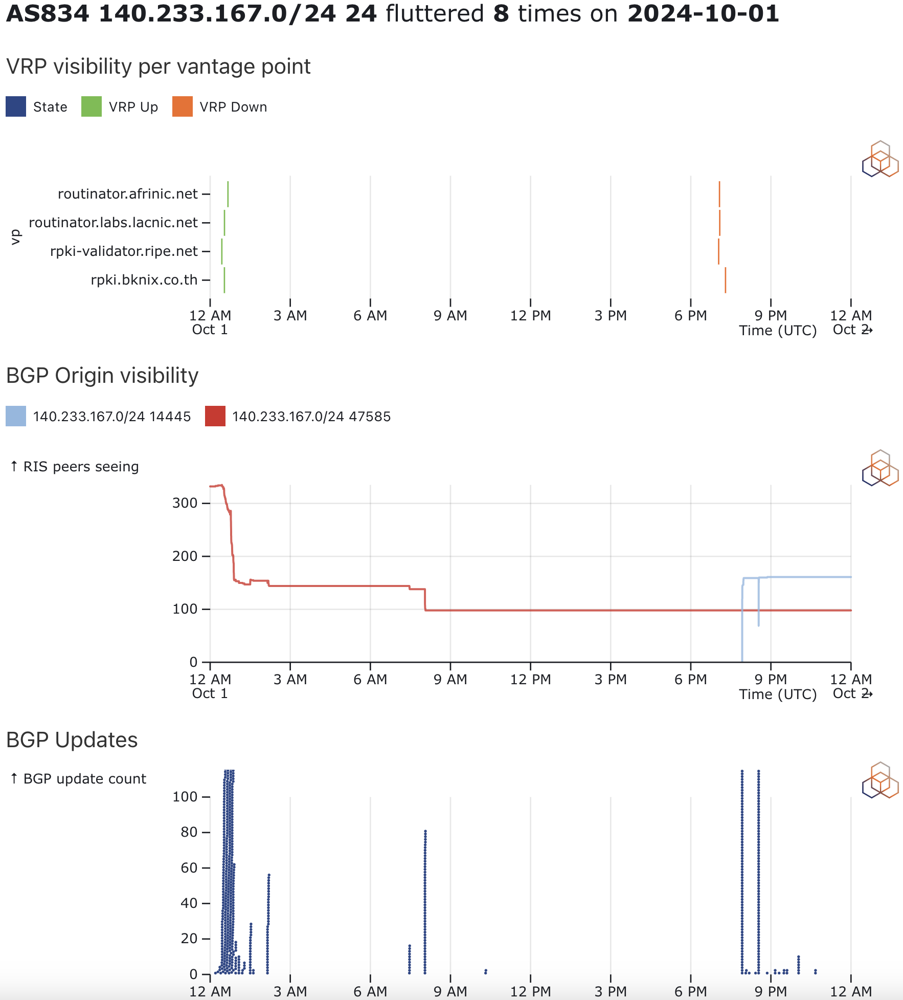 AS834 140.233.167.0/24 24 fluttered 8 times on 2024-10-01
VRP visibility per vantage point
State VRP Up VRP Down
routinator.afrinic.net
routinator.labs.lacnic.net
vp
rpki-validator.ripe.net
rpki.bknix.co.th
12 AM 3 AM 6 AM 9 AM 12 PM 3 PM 6 PM 9 PM 12 AM
Oct 1 Time (UTC) Oct 2→
BGP Origin visibility
140.233.167.0/24 14445 140.233.167.0/24 47585
↑ RIS peers seeing
300
200
100
0
12 AM 3 AM 6 AM 9 AM 12 PM 3 PM 6 PM 9 PM 12 AM
Oct 1 Time (UTC) Oct 2→
BGP Updates
↑ BGP update count
100
80
60
40
20
0
12 AM 3 AM 6 AM 9 AM 12 PM 3 PM 6 PM 9 PM 12 AM